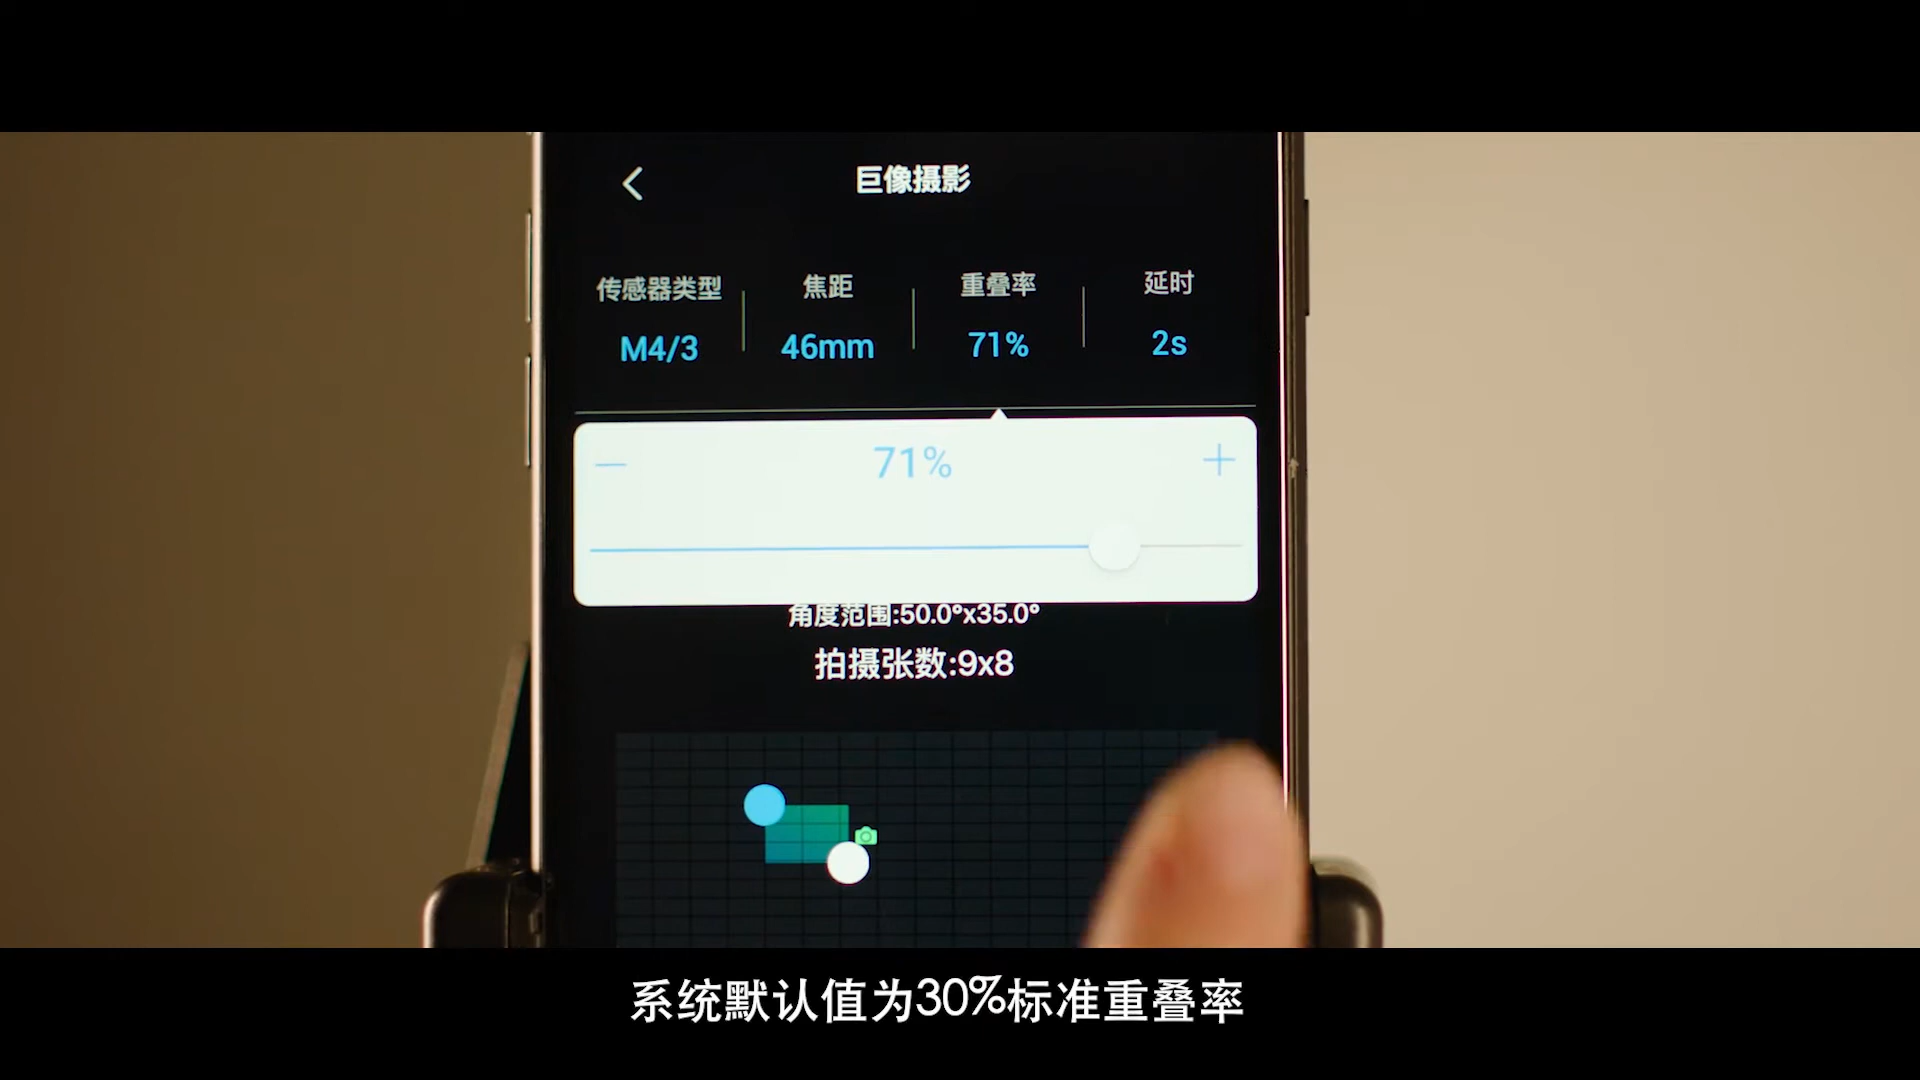 巨像摄影
传感器类型 焦距 重叠率 延时
M4/3 46mm 71% 2s
71%
角度范围:50.0°x35.0°
拍摄张数:9x8
系统默认值为30%标准重叠率